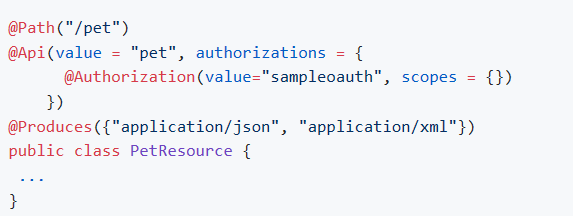 @Path("/pet")
@Api(value = "pet", authorizations = {
      @Authorization(value="sampleoauth", scopes = {})
    })
@Produces({"application/json", "application/xml"})
public class PetResource {
 ...
}